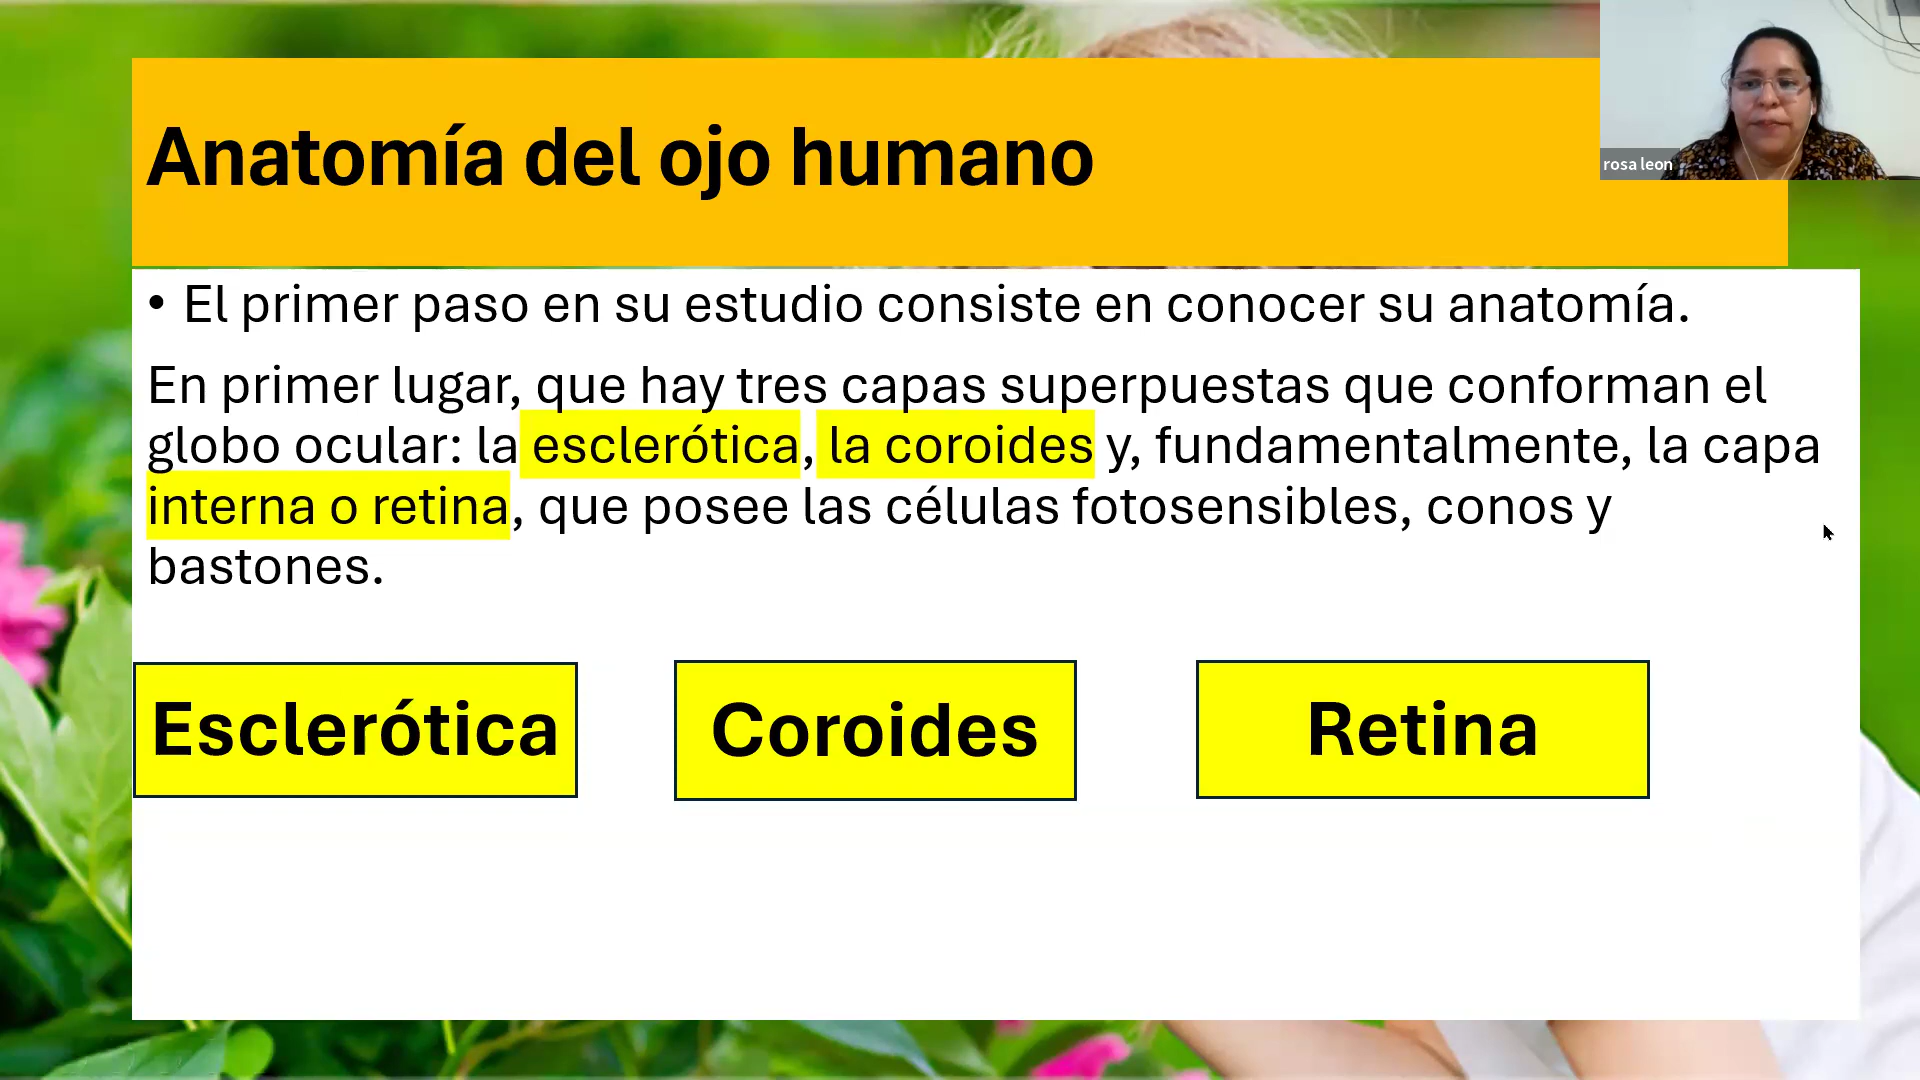 Anatomía del ojo humano
rosa leon
• El primer paso en su estudio consiste en conocer su anatomía.
En primer lugar, que hay tres capas superpuestas que conforman el
globo ocular: la esclerótica, la coroides y, fundamentalmente, la capa
interna o retina, que posee las células fotosensibles, conos y
bastones.
Esclerótica
Coroides
Retina